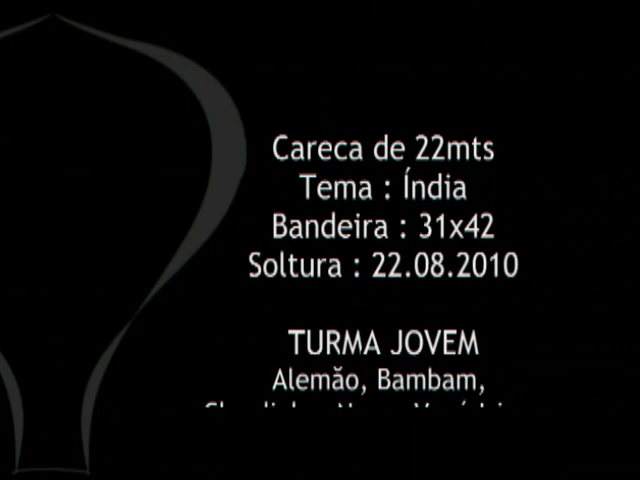 Careca de 22mts
Tema : Índia
Bandeira : 31x42
Soltura : 22.08.2010
TURMA JOVEM
Alemão, Bambam,